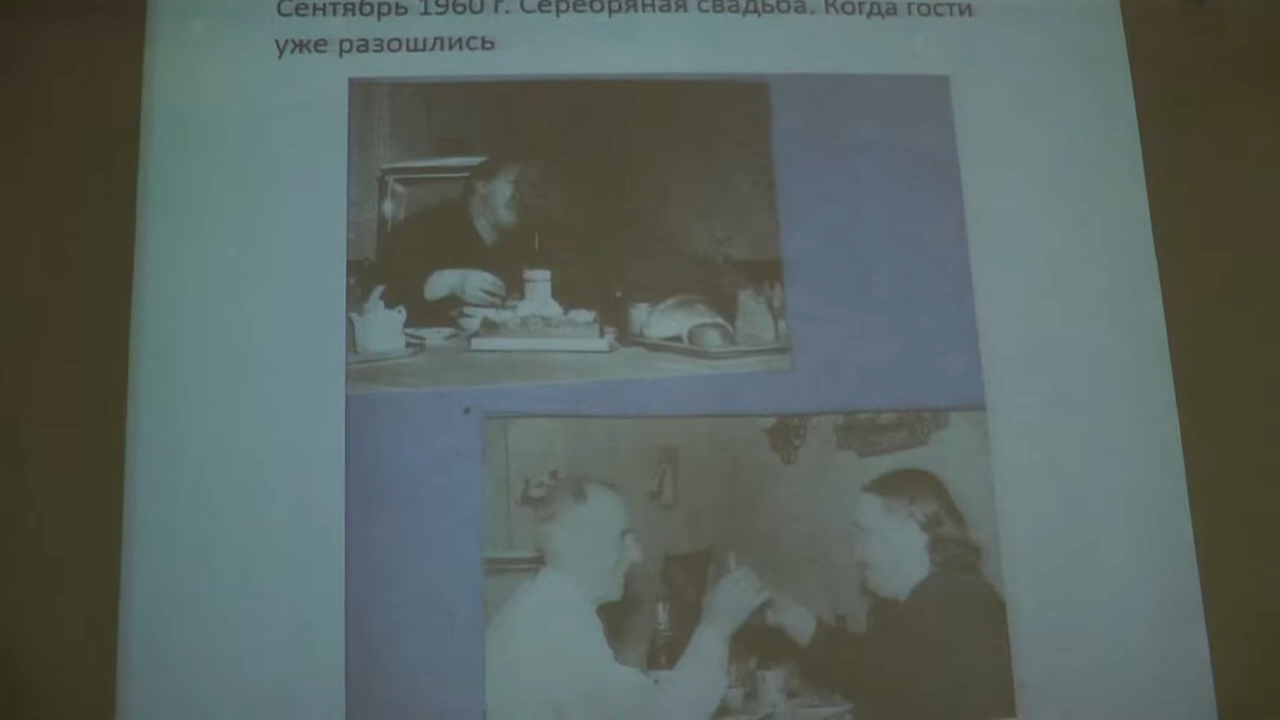 Сентябрь 1960 г. Серебряная свадьба. Когда гости
уже разошлись